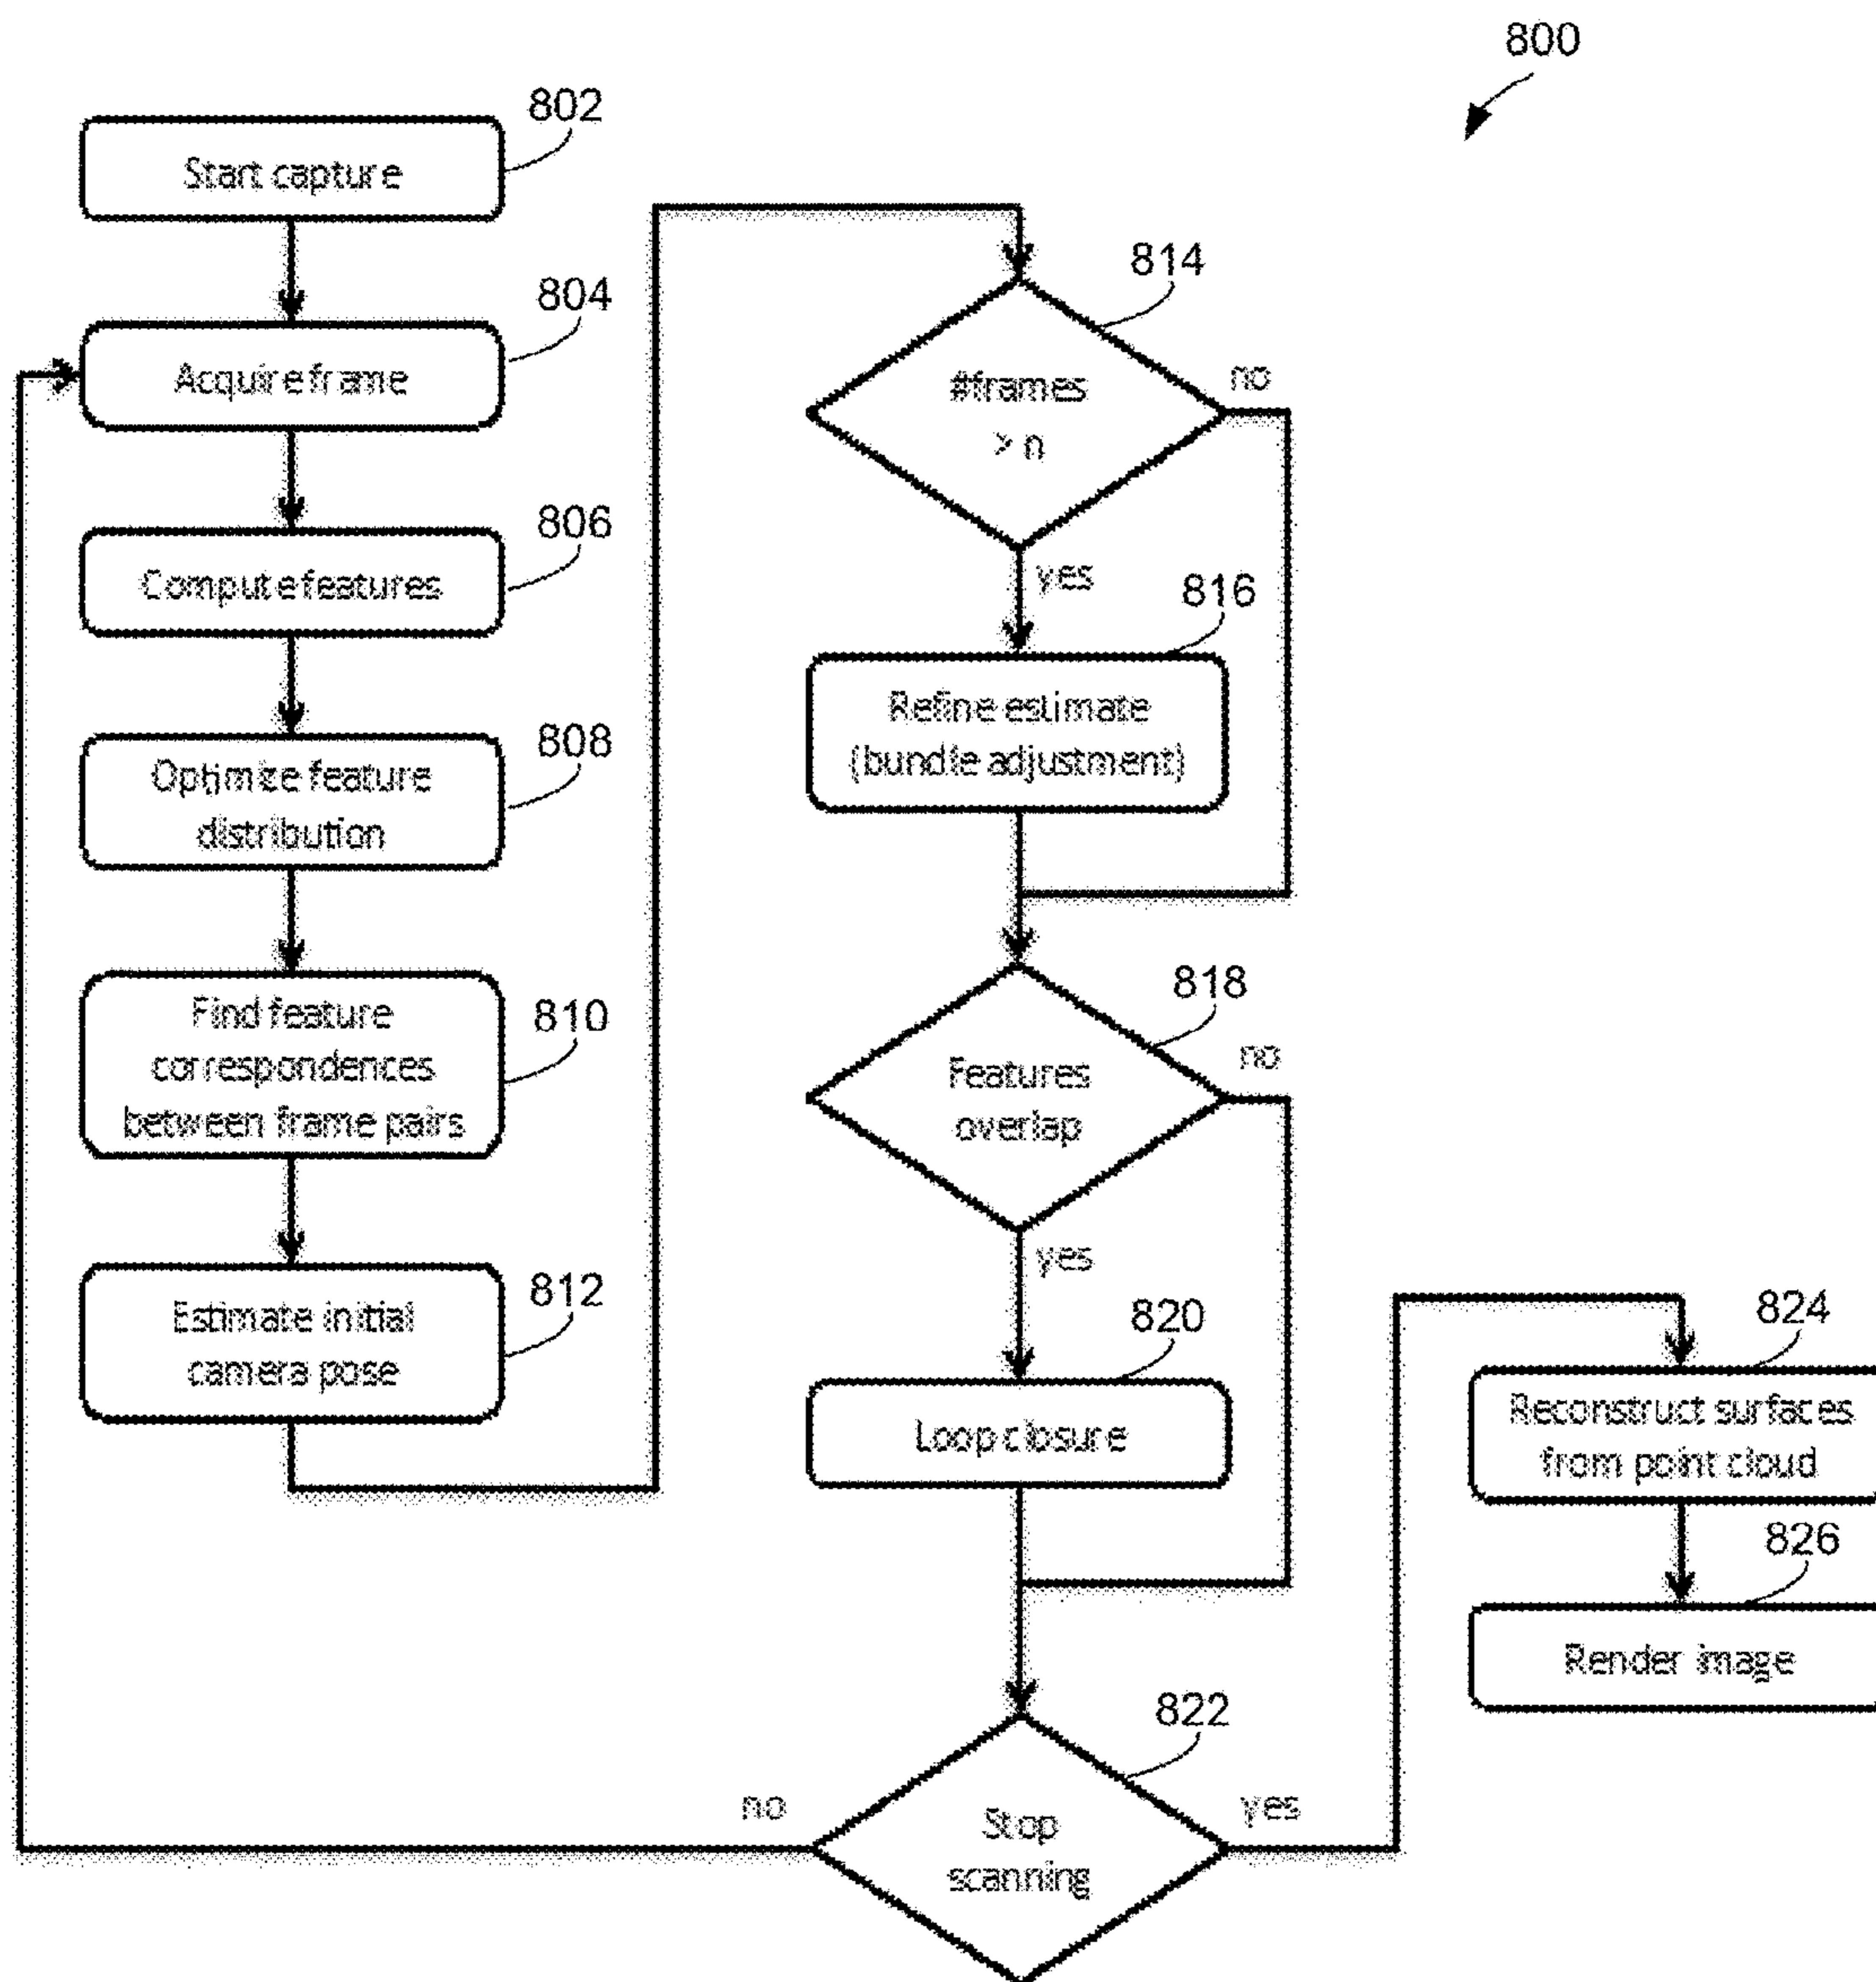 800
802
Start capture
804
Acquire frame
806
Compute features
808
Optimize feature
distribution
810
Find feature
correspondences
between frame pairs
812
Estimate initial
camera pose
814
#frames
> n
no
yes
816
Refine estimate
(bundle adjustment)
818
Features
overlap
no
yes
820
Loop closure
822
Stop
scanning
no
yes
824
Reconstruct surfaces
from point cloud
826
Render image